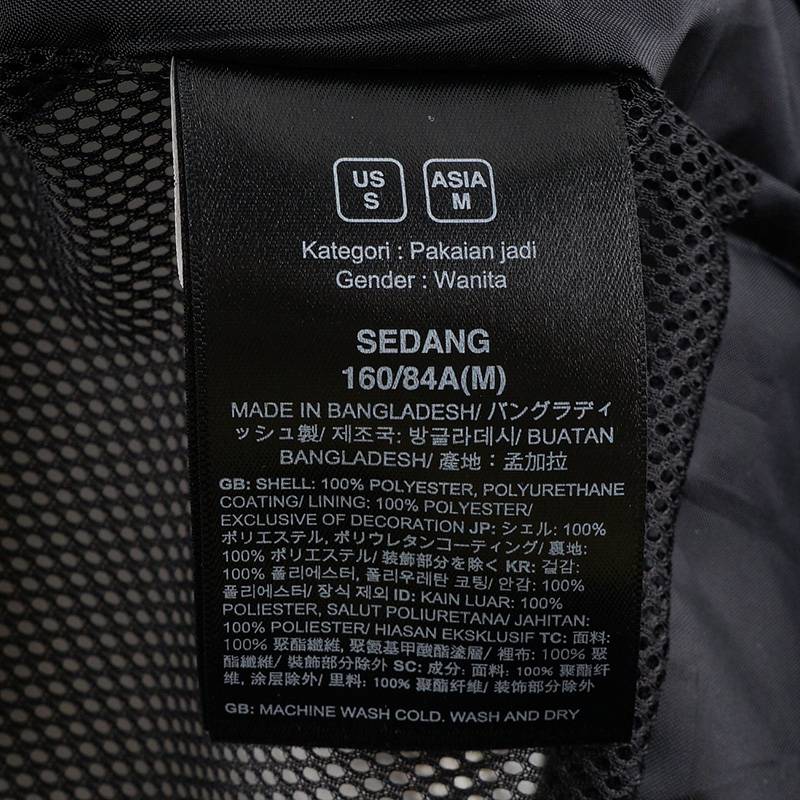 US
S
ASIA
M
Kategori : Pakaian jadi
Gender : Wanita
SEDANG
160/84A(M)
MADE IN BANGLADESH/ バングラディ
ッシュ製/ 제조국: 방글라데시/ BUATAN
BANGLADESH/ 產地：孟加拉
GB: SHELL: 100% POLYESTER, POLYURETHANE
COATING/ LINING: 100% POLYESTER/
EXCLUSIVE OF DECORATION JP: シェル: 100%
ポリエステル, ポリウレタンコーティング/ 裏地:
100% ポリエステル/ 装飾部分を除く KR: 겉감:
100% 폴리에스터, 폴리우레탄 코팅/ 안감: 100%
폴리에스터/ 장식 제외 ID: KAIN LUAR: 100%
POLIESTER, SALUT POLIURETANA/ JAHITAN:
100% POLIESTER/ HIASAN EKSKLUSIF TC: 面料:
100% 聚酯纖維, 聚氨基甲酸酯塗層/ 裡布: 100% 聚
酯纖維/ 裝飾部分除外 SC: 成分: 面料: 100% 聚酯纤
维, 涂层除外/ 里料: 100% 聚酯纤维/ 装饰部分除外
GB: MACHINE WASH COLD. WASH AND DRY